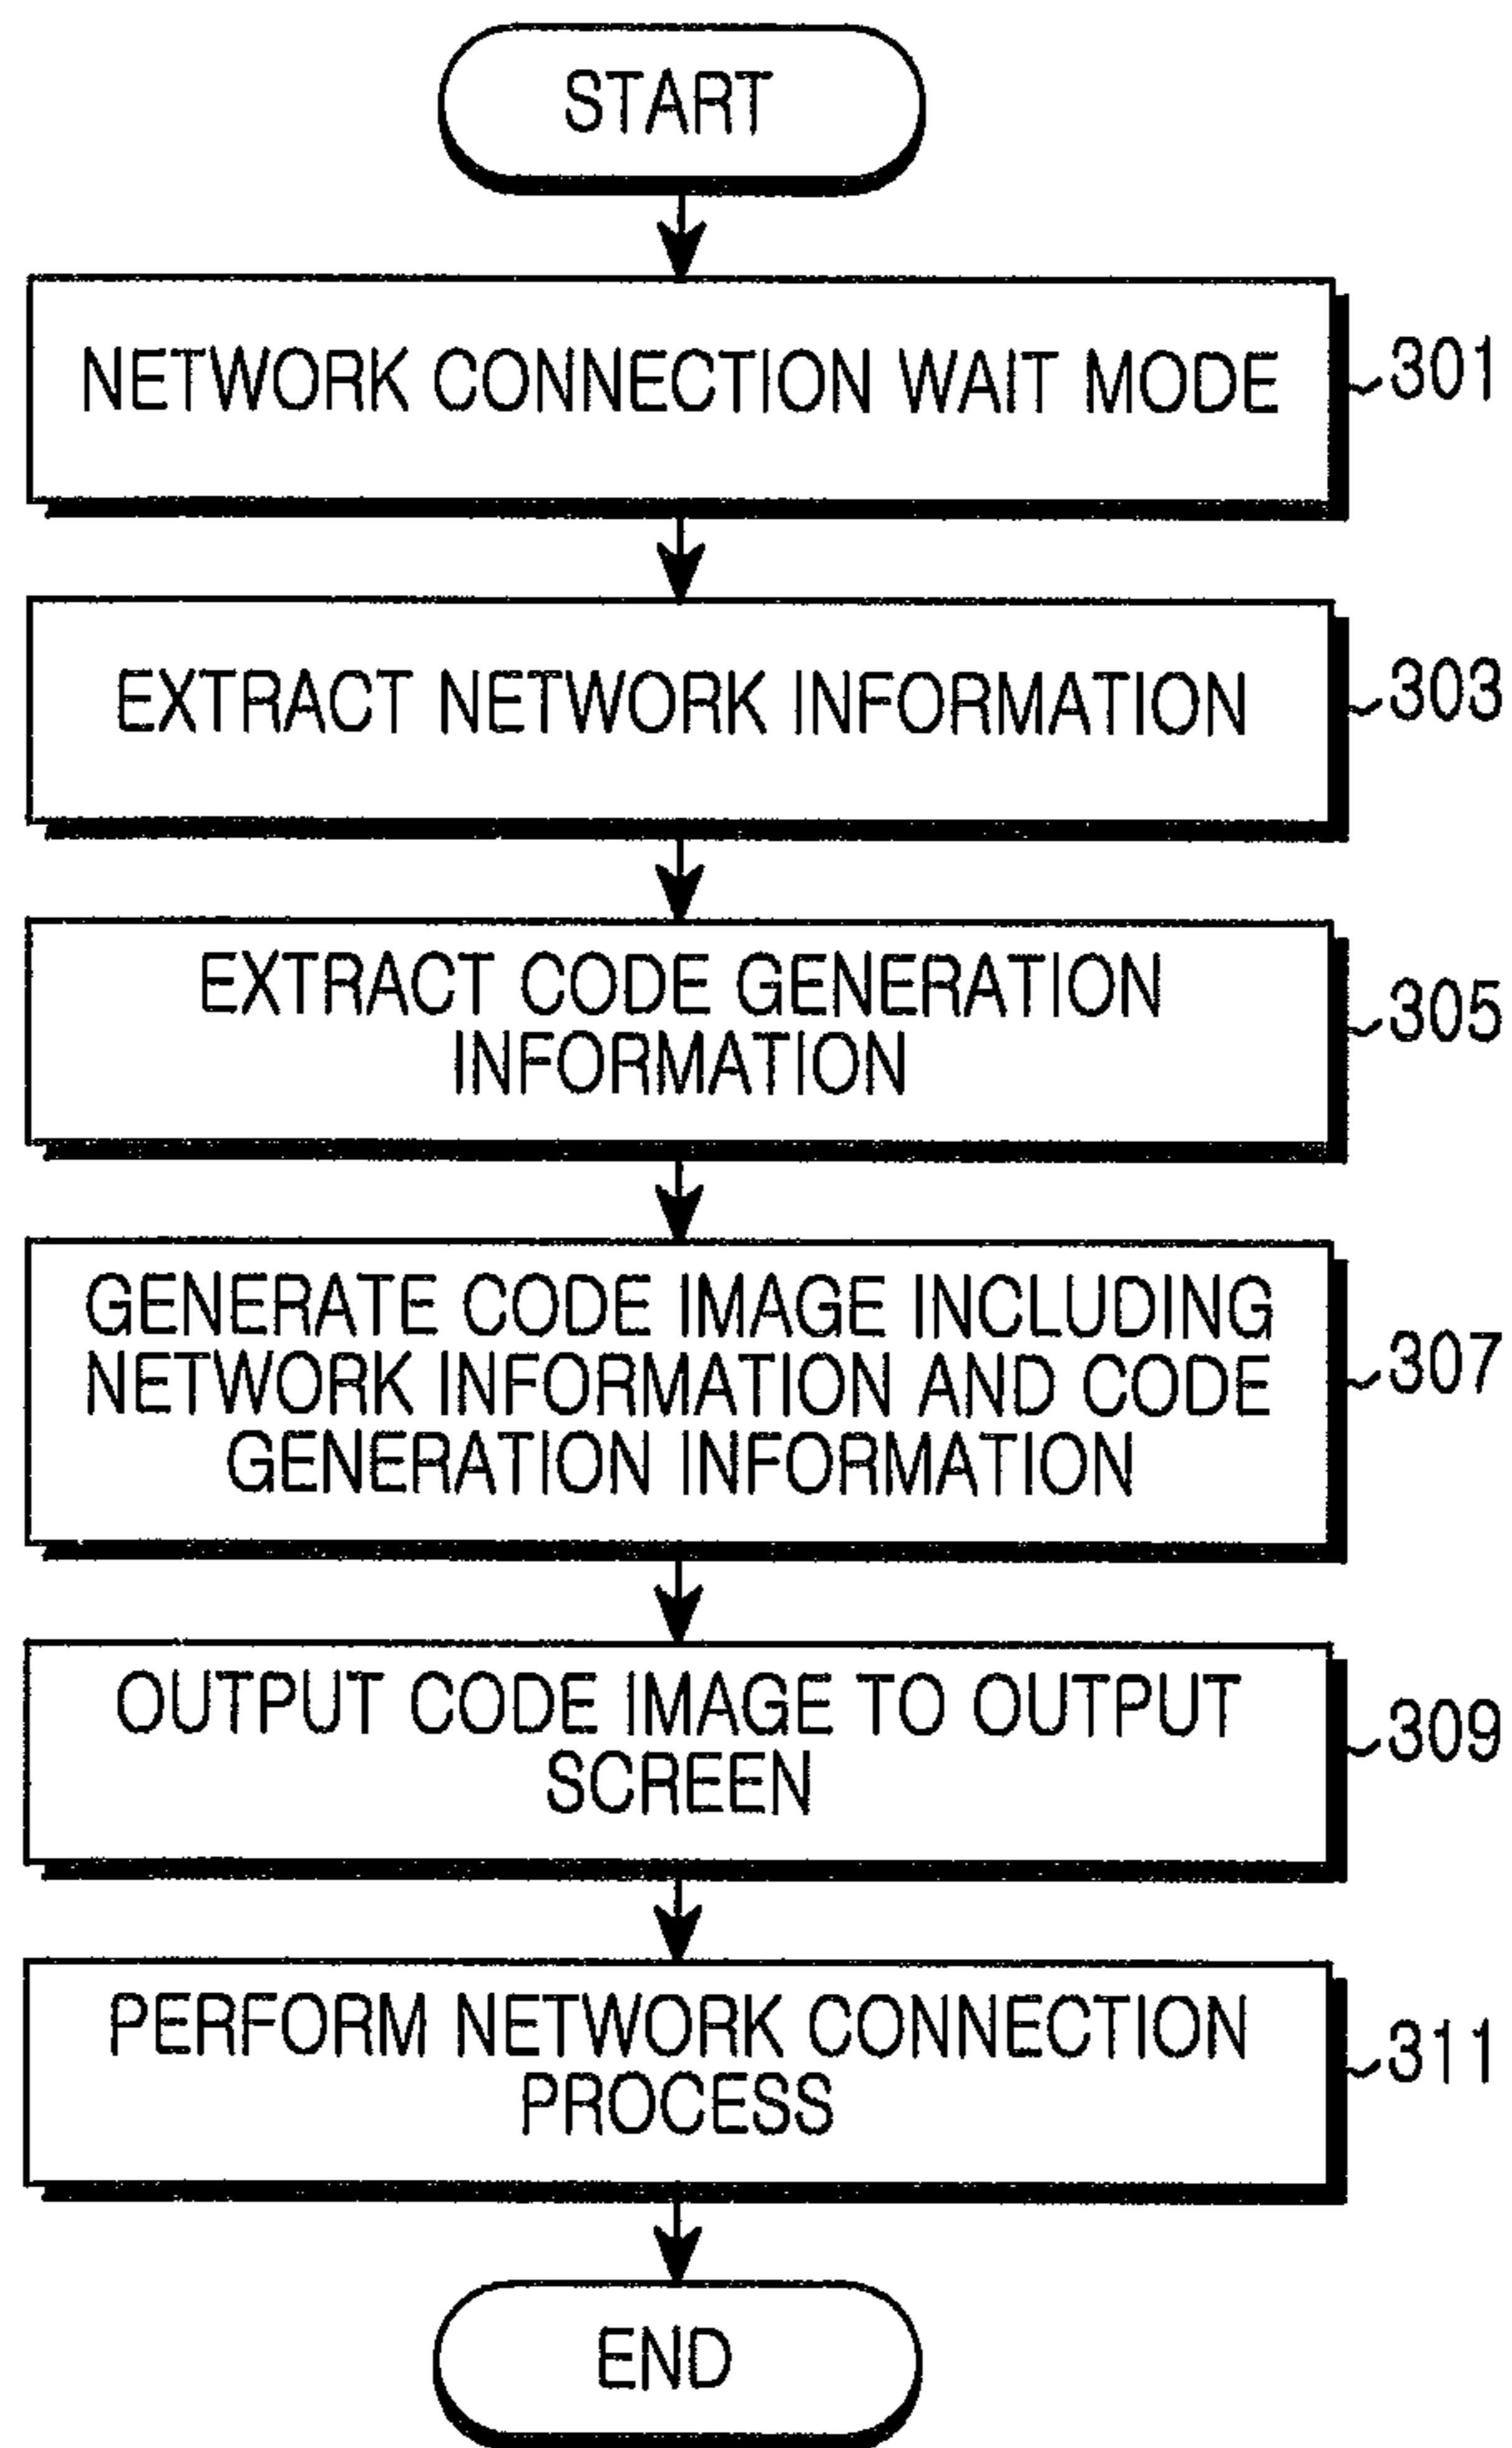 START
NETWORK CONNECTION WAIT MODE
301
EXTRACT NETWORK INFORMATION
303
EXTRACT CODE GENERATION
INFORMATION
305
GENERATE CODE IMAGE INCLUDING
NETWORK INFORMATION AND CODE
GENERATION INFORMATION
307
OUTPUT CODE IMAGE TO OUTPUT
SCREEN
309
PERFORM NETWORK CONNECTION
PROCESS
311
END